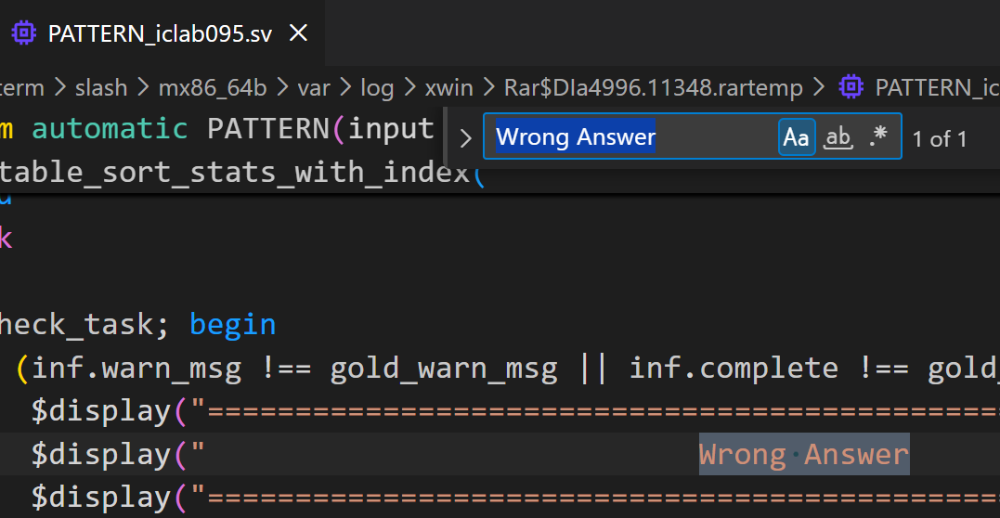 PATTERN_iclab095.sv
term > slash > mx86_64b > var > log > xwin > Rar$DIa4996.11348.rartemp > PATTERN_ic
m automatic PATTERN(input
Wrong Answer Aa ab .* 1 of 1
table_sort_stats_with_index(
d
k
heck_task; begin
(inf.warn_msg !== gold_warn_msg || inf.complete !== gold_
$display("==============================================
$display(" Wrong Answer
$display("==============================================